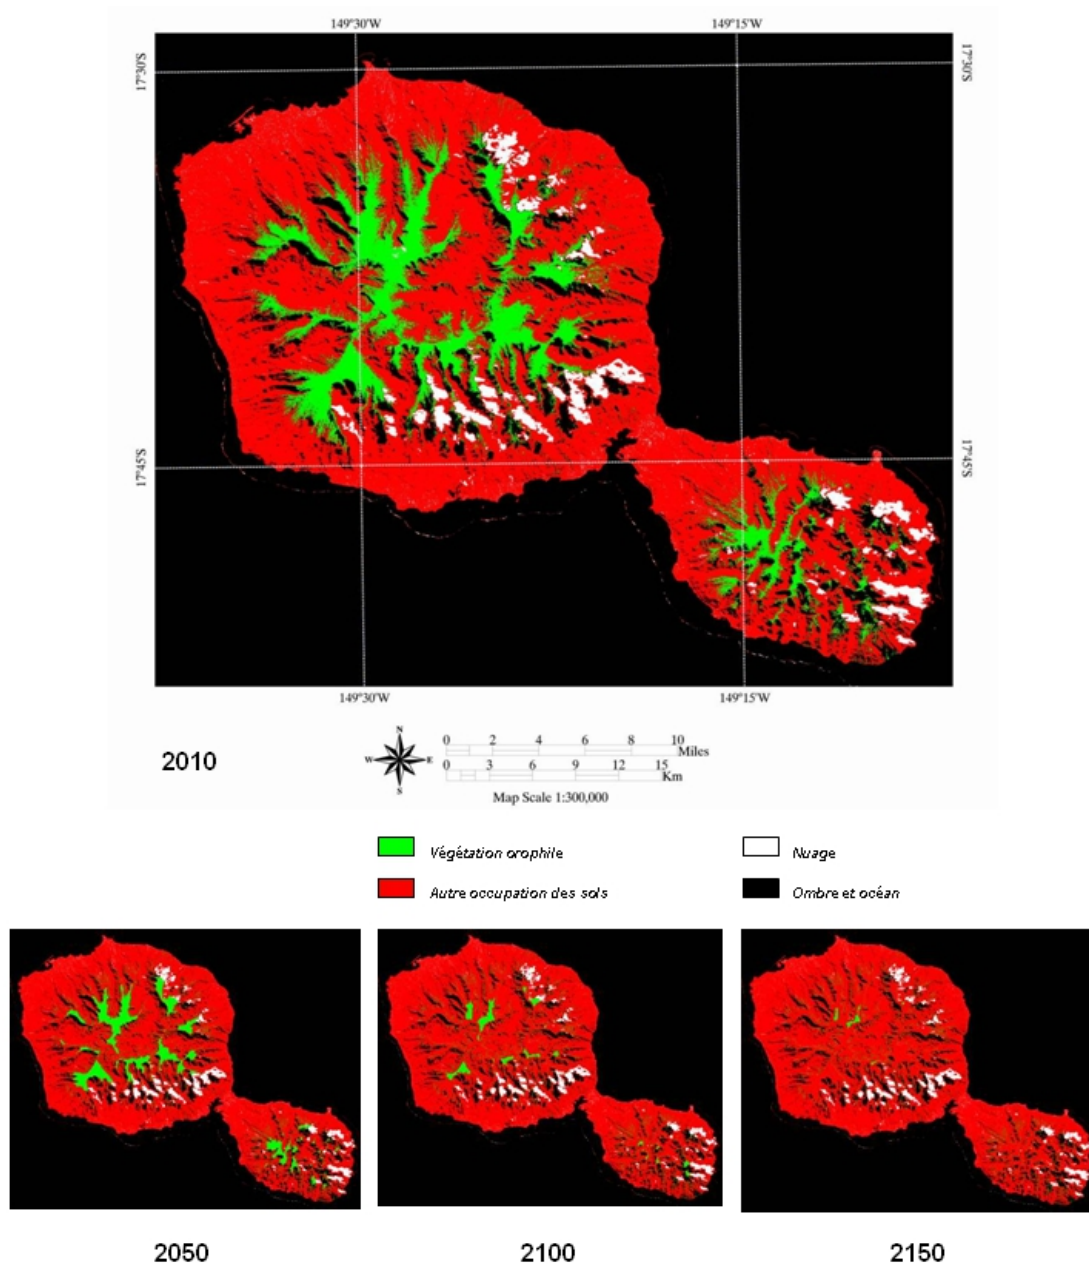 149°30'W 149°15'W
17°30'S 17°30'S
17°45'S 17°45'S
149°30'W 149°15'W
2010
N
W E
S
0 2 4 6 8 10
Miles
0 3 6 9 12 15
Km
Map Scale 1:300,000
Végétation orophile Nuage
Autre occupation des sols Ombre et océan
2050 2100 2150